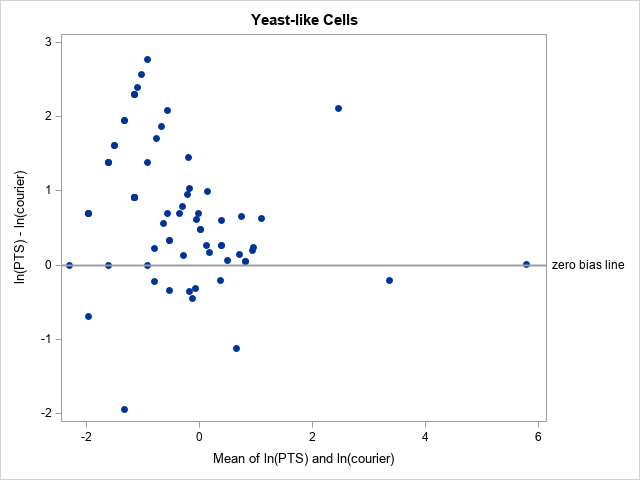 Yeast-like Cells
ln(PTS) - ln(courier)
3
2
1
0
-1
-2
zero bias line
-2
0
2
4
6
Mean of ln(PTS) and ln(courier)